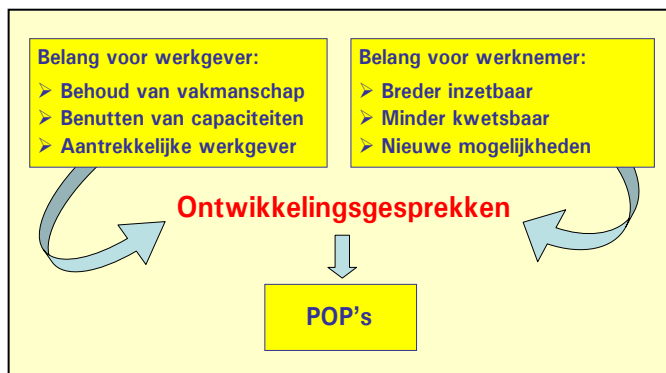 Belang voor werkgever:
➢ Behoud van vakmanschap
➢ Benutten van capaciteiten
➢ Aantrekkelijke werkgever
Belang voor werknemer:
➢ Breder inzetbaar
➢ Minder kwetsbaar
➢ Nieuwe mogelijkheden
Ontwikkelingsgesprekken
POP's